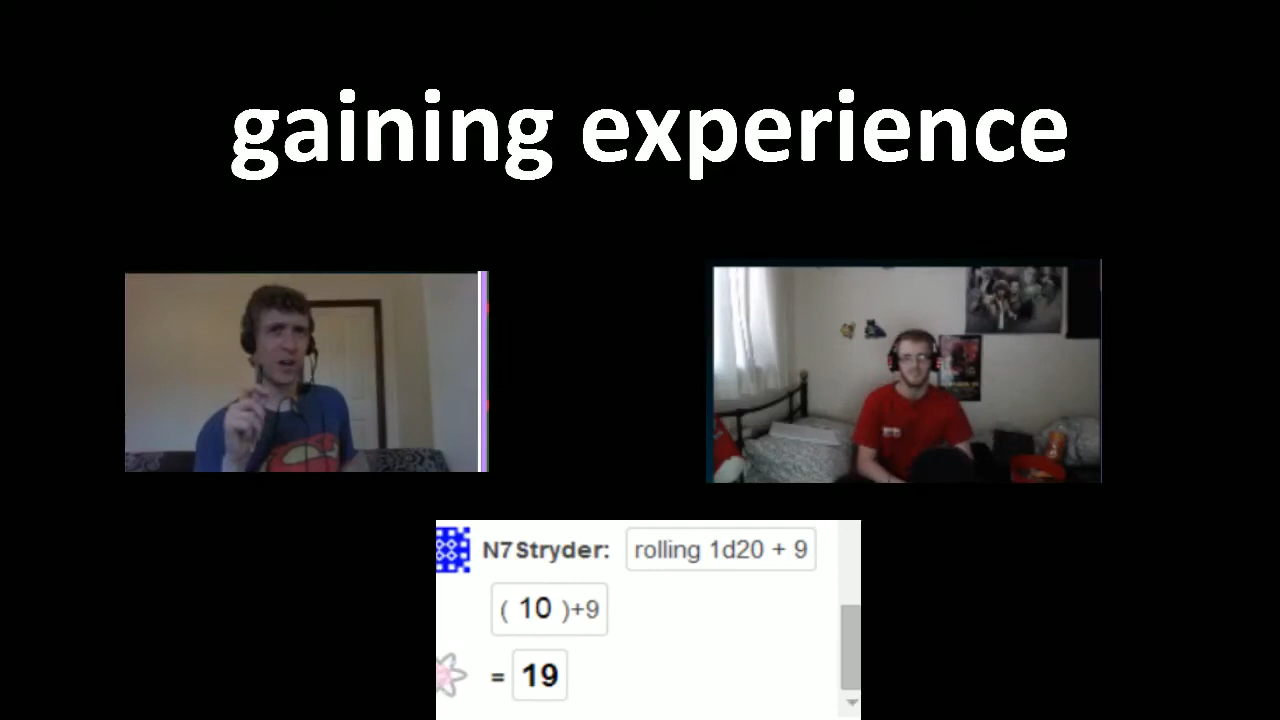 gaining experience
N7Stryder: rolling 1d20 + 9
( 10 )+9
= 19